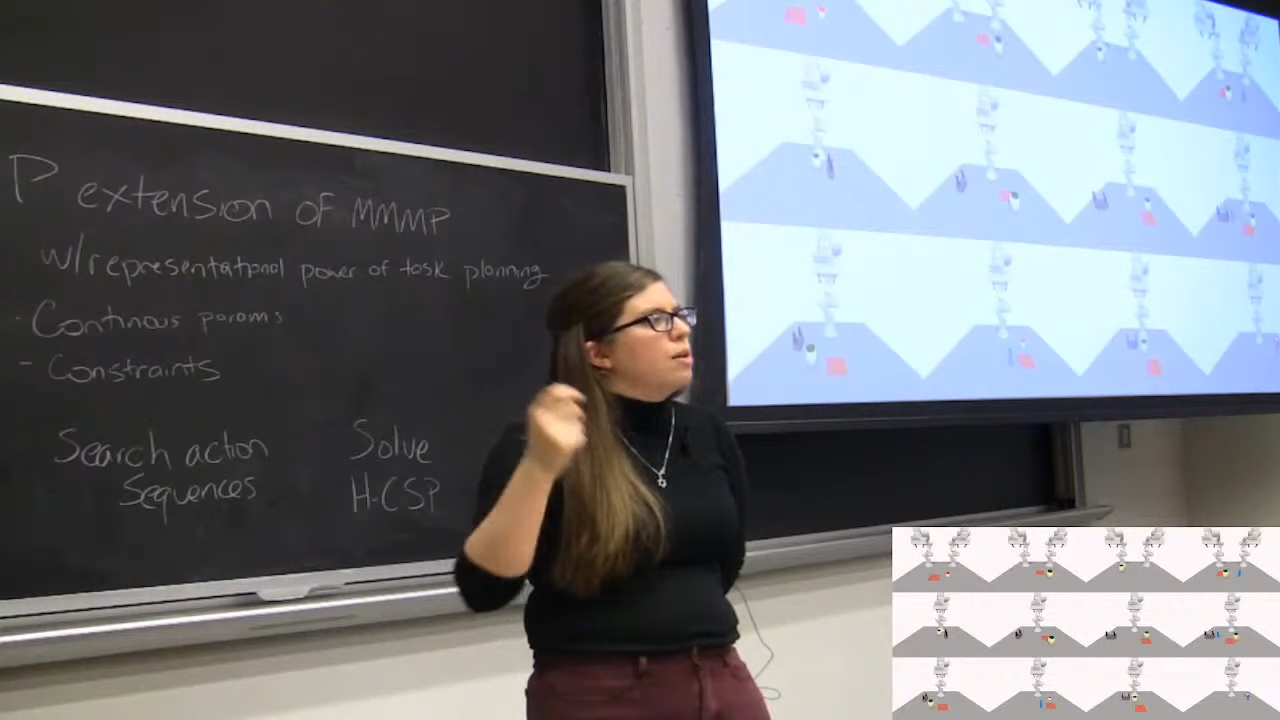 P extension of MMMP
w/representational power of task planning
- Continous params
- Constraints
Search action
Sequences
Solve
H-CSP